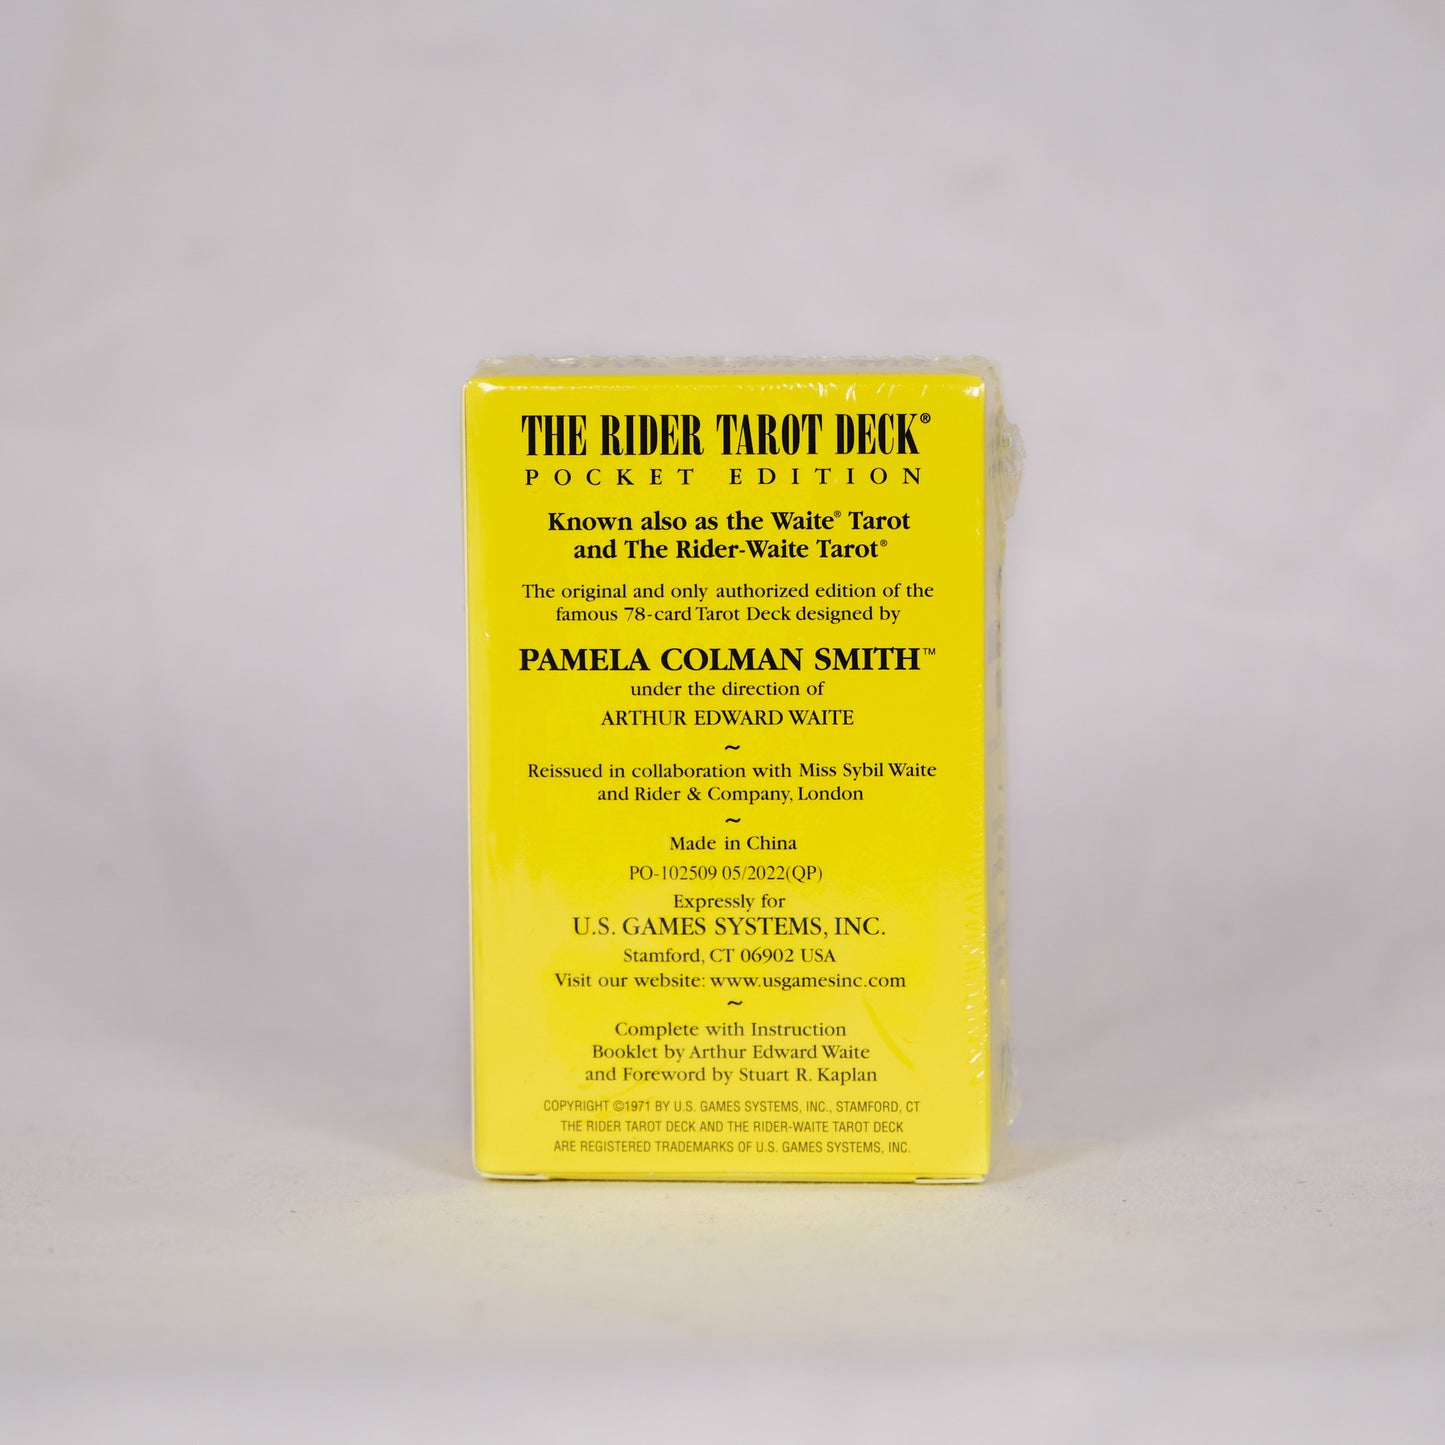 THE RIDER TAROT DECK®
POCKET EDITION
Known also as the Waite® Tarot
and The Rider-Waite Tarot®
The original and only authorized edition of the
famous 78-card Tarot Deck designed by
PAMELA COLMAN SMITH™
under the direction of
ARTHUR EDWARD WAITE
~
Reissued in collaboration with Miss Sybil Waite
and Rider & Company, London
~
Made in China
PO-102509 05/2022(QP)
Expressly for
U.S. GAMES SYSTEMS, INC.
Stamford, CT 06902 USA
Visit our website: www.usgamesinc.com
~
Complete with Instruction
Booklet by Arthur Edward Waite
and Foreword by Stuart R. Kaplan
COPYRIGHT ©1971 BY U.S. GAMES SYSTEMS, INC., STAMFORD, CT
THE RIDER TAROT DECK AND THE RIDER-WAITE TAROT DECK
ARE REGISTERED TRADEMARKS OF U.S. GAMES SYSTEMS, INC.